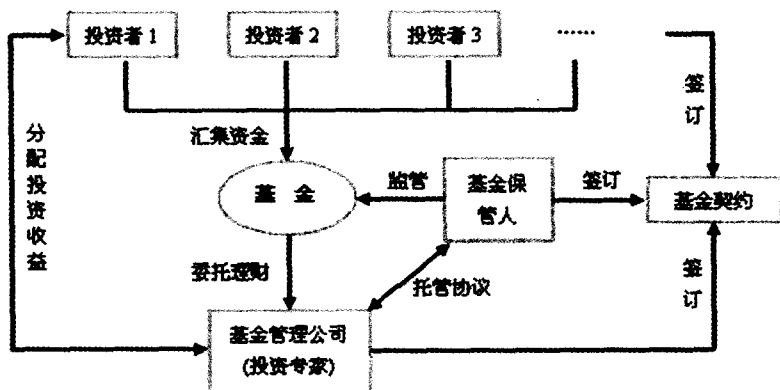 投资者 1
投资者 2
投资者 3
......
签订
汇集资金
分配投资收益
基 金
监管
基金保
管人
签订
基金契约
委托理财
托管协议
签订
基金管理公司
(投资专家)